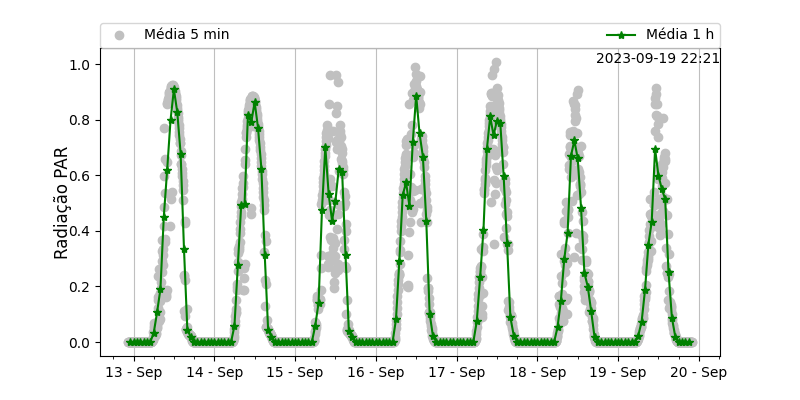 Média 5 min
Média 1 h
2023-09-19 22:21
Radiação PAR
1.0
0.8
0.6
0.4
0.2
0.0
13 - Sep
14 - Sep
15 - Sep
16 - Sep
17 - Sep
18 - Sep
19 - Sep
20 - Sep